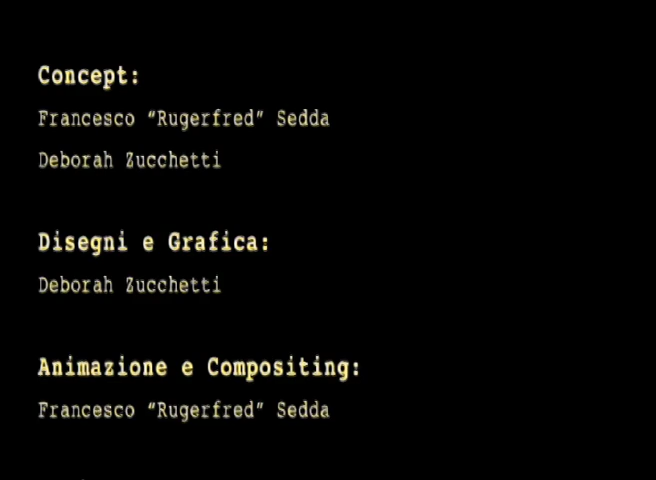 Concept:
Francesco “Rugerfred” Sedda
Deborah Zucchetti
Disegni e Grafica:
Deborah Zucchetti
Animazione e Compositing:
Francesco “Rugerfred” Sedda